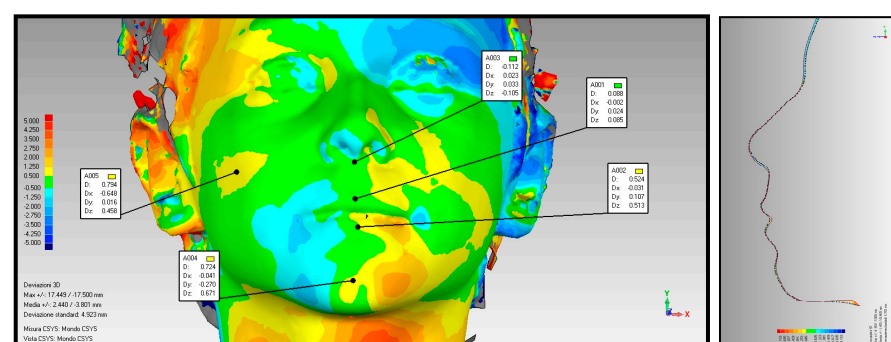 A003
D: -0.112
Dx: 0.023
Dy: 0.033
Dz: -0.105
A001
D: 0.088
Dx: -0.002
Dy: 0.024
Dz: 0.085
A005
D: 0.794
Dx: -0.648
Dy: 0.016
Dz: 0.458
A002
D: 0.524
Dx: -0.031
Dy: 0.107
Dz: 0.513
A004
D: 0.724
Dx: -0.041
Dy: -0.270
Dz: 0.671
5.000
4.250
3.500
2.750
2.000
1.250
0.500
-0.500
-1.250
-2.000
-2.750
-3.500
-4.250
-5.000
Deviazioni 3D
Max +/-: 17.449 / -17.500 mm
Media +/-: 2.440 / -3.801 mm
Deviazione standard: 4.923 mm
Misura CSYS: Mondo CSYS
Vista CSYS: Mondo CSYS
Y
X